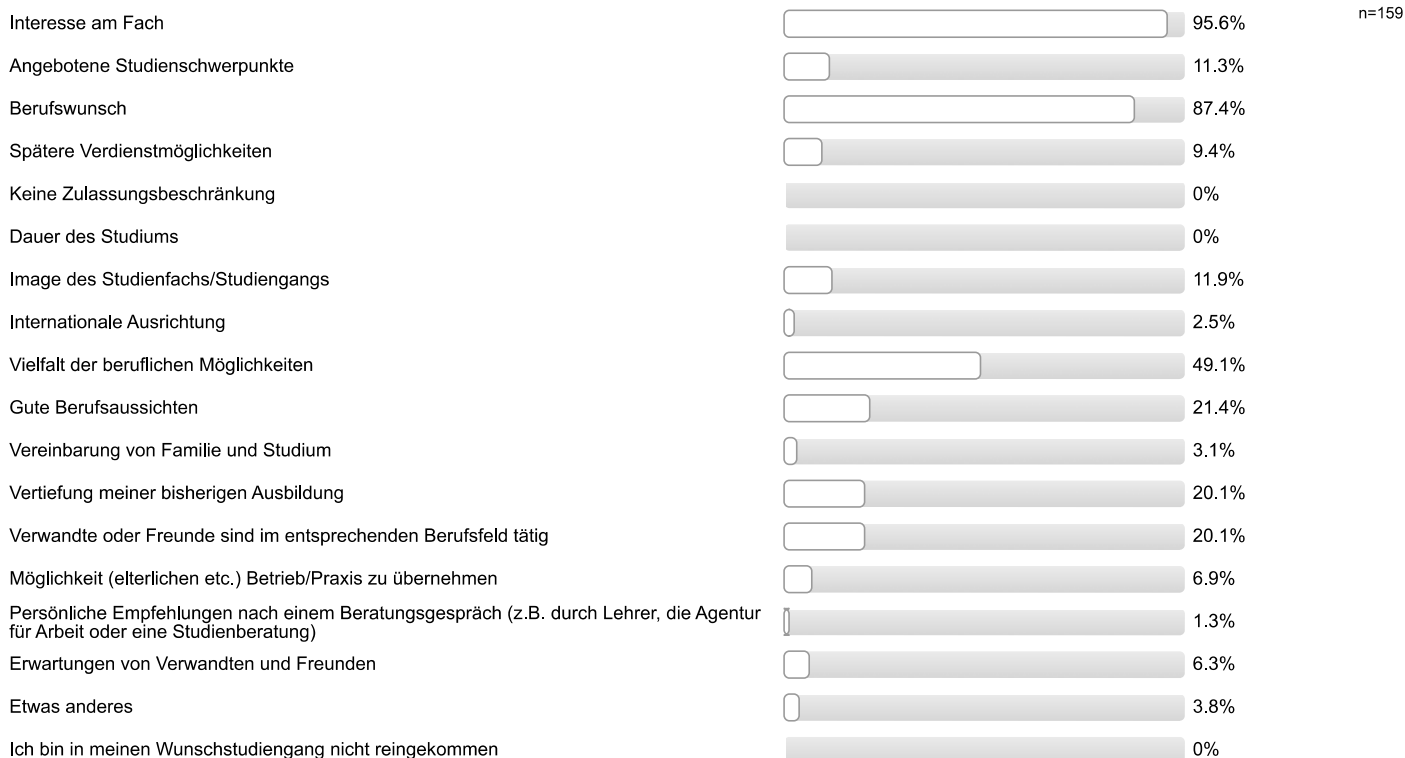 Interesse am Fach 95.6% n=159
Angebotene Studienschwerpunkte 11.3%
Berufswunsch 87.4%
Spätere Verdienstmöglichkeiten 9.4%
Keine Zulassungsbeschränkung 0%
Dauer des Studiums 0%
Image des Studienfachs/Studiengangs 11.9%
Internationale Ausrichtung 2.5%
Vielfalt der beruflichen Möglichkeiten 49.1%
Gute Berufsaussichten 21.4%
Vereinbarung von Familie und Studium 3.1%
Vertiefung meiner bisherigen Ausbildung 20.1%
Verwandte oder Freunde sind im entsprechenden Berufsfeld tätig 20.1%
Möglichkeit (elterlichen etc.) Betrieb/Praxis zu übernehmen 6.9%
Persönliche Empfehlungen nach einem Beratungsgespräch (z.B. durch Lehrer, die Agentur
für Arbeit oder eine Studienberatung) 1.3%
Erwartungen von Verwandten und Freunden 6.3%
Etwas anderes 3.8%
Ich bin in meinen Wunschstudiengang nicht reingekommen 0%